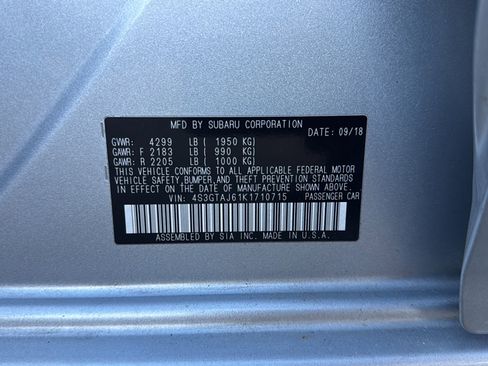 MFD BY SUBARU CORPORATION
DATE: 09/18
GVWR: 4299 LB ( 1950 KG)
GAWR: F 2183 LB ( 990 KG)
GAWR: R 2205 LB ( 1000 KG)
THIS VEHICLE CONFORMS TO ALL APPLICABLE FEDERAL MOTOR
VEHICLE SAFETY,BUMPER,AND THEFT PREVENTION STANDARDS
IN EFFECT ON THE DATE OF MANUFACTURE SHOWN ABOVE.
VIN: 4S3GTAJ61K1710715 PASSENGER CAR
ASSEMBLED BY SIA INC. MADE IN U.S.A.